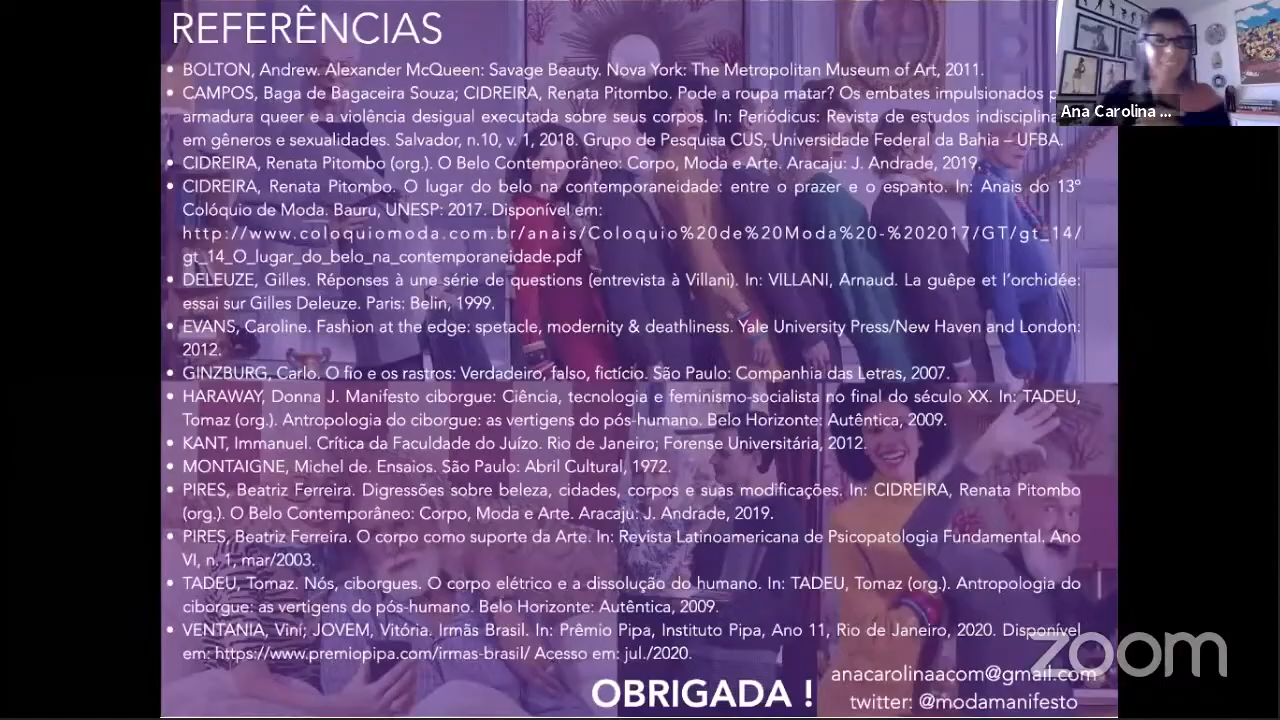 REFERÊNCIAS
• BOLTON, Andrew. Alexander McQueen: Savage Beauty. Nova York: The Metropolitan Museum of Art, 2011.
• CAMPOS, Baga de Bagaceira Souza; CIDREIRA, Renata Pitombo. Pode a roupa matar? Os embates impulsionados p
armadura queer e a violência desigual executada sobre seus corpos. In: Periódicus: Revista de estudos indisciplina
em gêneros e sexualidades. Salvador, n.10, v. 1, 2018. Grupo de Pesquisa CUS, Universidade Federal da Bahia – UFBA.
• CIDREIRA, Renata Pitombo (org.). O Belo Contemporâneo: Corpo, Moda e Arte. Aracaju: J. Andrade, 2019.
• CIDREIRA, Renata Pitombo. O lugar do belo na contemporaneidade: entre o prazer e o espanto. In: Anais do 13º
Colóquio de Moda. Bauru, UNESP: 2017. Disponível em:
http://www.coloquiomoda.com.br/anais/Coloquio%20de%20Moda%20-%202017/GT/gt_14/
gt_14_O_lugar_do_belo_na_contemporaneidade.pdf
• DELEUZE, Gilles. Réponses à une série de questions (entrevista à Villani). In: VILLANI, Arnaud. La guêpe et l'orchidée:
essai sur Gilles Deleuze. Paris: Belin, 1999.
• EVANS, Caroline. Fashion at the edge: spetacle, modernity & deathliness. Yale University Press/New Haven and London:
2012.
• GINZBURG, Carlo. O fio e os rastros: Verdadeiro, falso, fictício. São Paulo: Companhia das Letras, 2007.
• HARAWAY, Donna J. Manifesto ciborgue: Ciência, tecnologia e feminismo-socialista no final do século XX. In: TADEU,
Tomaz (org.). Antropologia do ciborgue: as vertigens do pós-humano. Belo Horizonte: Autêntica, 2009.
• KANT, Immanuel. Crítica da Faculdade do Juízo. Rio de Janeiro; Forense Universitária, 2012.
• MONTAIGNE, Michel de. Ensaios. São Paulo: Abril Cultural, 1972.
• PIRES, Beatriz Ferreira. Digressões sobre beleza, cidades, corpos e suas modificações. In: CIDREIRA, Renata Pitombo
(org.). O Belo Contemporâneo: Corpo, Moda e Arte. Aracaju: J. Andrade, 2019.
• PIRES, Beatriz Ferreira. O corpo como suporte da Arte. In: Revista Latinoamericana de Psicopatologia Fundamental. Ano
VI, n. 1, mar/2003.
• TADEU, Tomaz. Nós, ciborgues. O corpo elétrico e a dissolução do humano. In: TADEU, Tomaz (org.). Antropologia do
ciborgue: as vertigens do pós-humano. Belo Horizonte: Autêntica, 2009.
• VENTANIA, Viní; JOVEM, Vitória. Irmãs Brasil. In: Prêmio Pipa, Instituto Pipa, Ano 11, Rio de Janeiro, 2020. Disponível
em: https://www.premiopipa.com/irmas-brasil/ Acesso em: jul./2020.
OBRIGADA !
anacarolinaacom@gmail.com
twitter: @modamanifesto
Ana Carolina ...
zoom